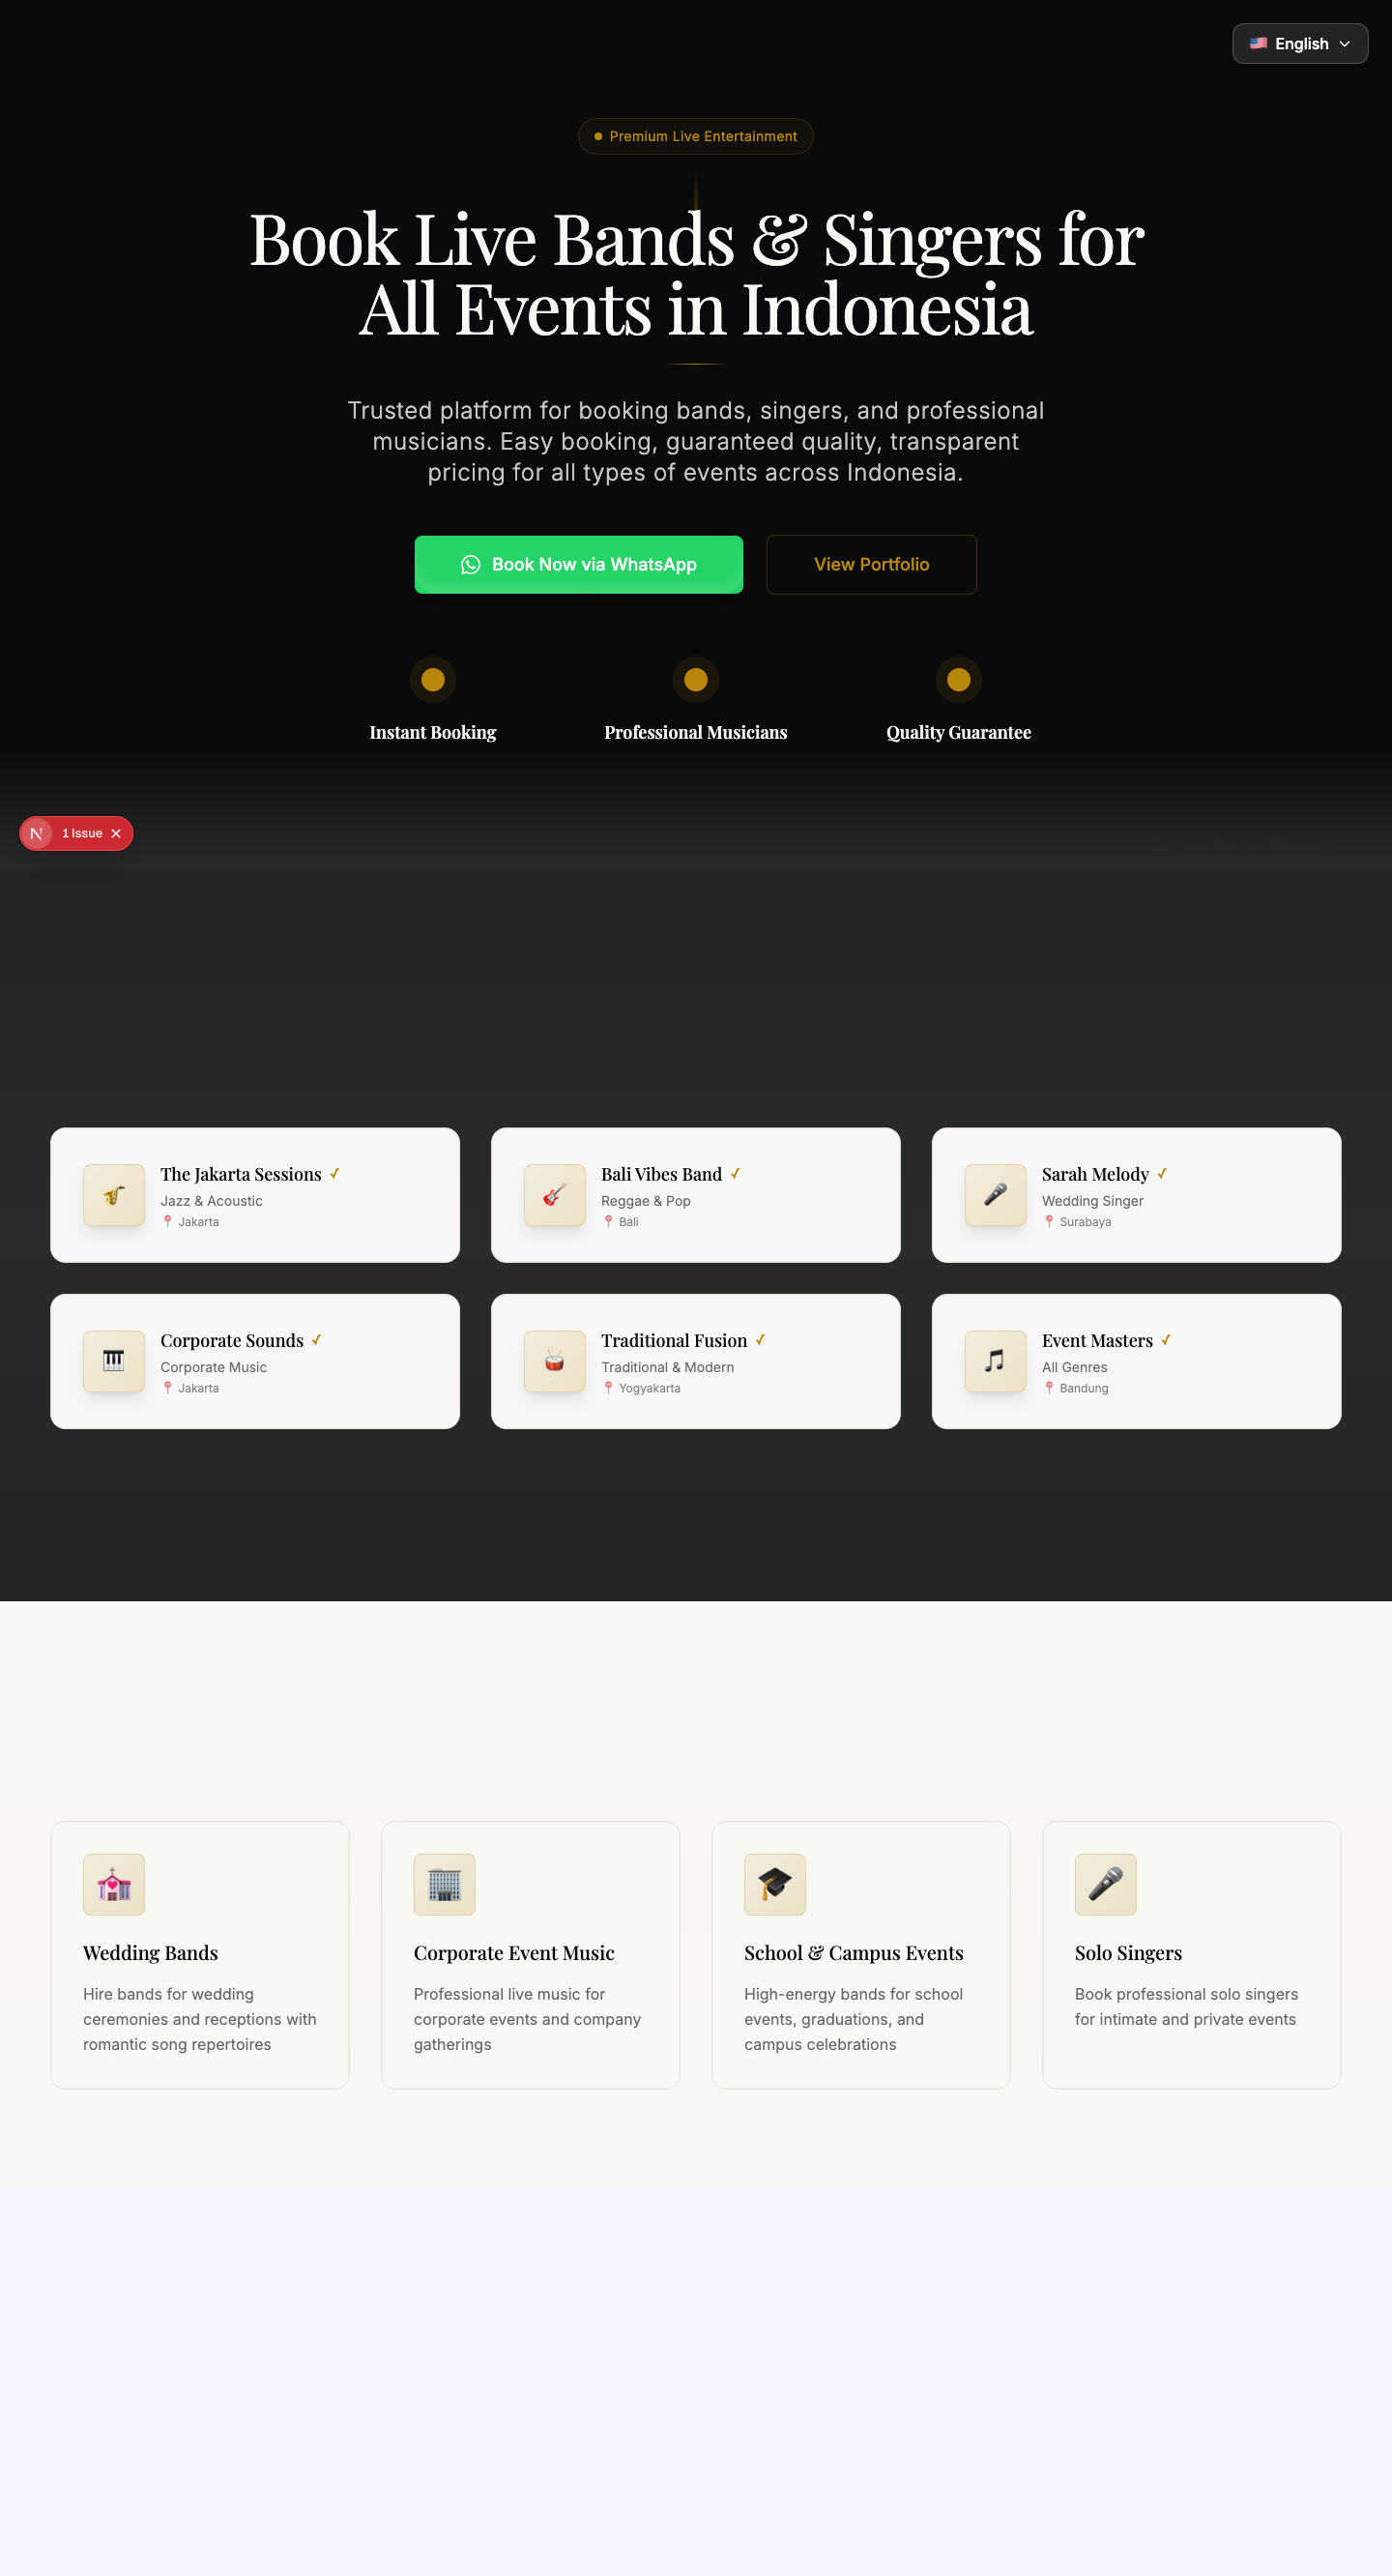 English
Premium Live Entertainment
Book Live Bands & Singers for
All Events in Indonesia
Trusted platform for booking bands, singers, and professional
musicians. Easy booking, guaranteed quality, transparent
pricing for all types of events across Indonesia.
Book Now via WhatsApp
View Portfolio
Instant Booking
Professional Musicians
Quality Guarantee
1 Issue
The Jakarta Sessions ✓
Jazz & Acoustic
Jakarta
Bali Vibes Band ✓
Reggae & Pop
Bali
Sarah Melody ✓
Wedding Singer
Surabaya
Corporate Sounds ✓
Corporate Music
Jakarta
Traditional Fusion ✓
Traditional & Modern
Yogyakarta
Event Masters ✓
All Genres
Bandung
Wedding Bands
Hire bands for wedding
ceremonies and receptions with
romantic song repertoires
Corporate Event Music
Professional live music for
corporate events and company
gatherings
School & Campus Events
High-energy bands for school
events, graduations, and
campus celebrations
Solo Singers
Book professional solo singers
for intimate and private events